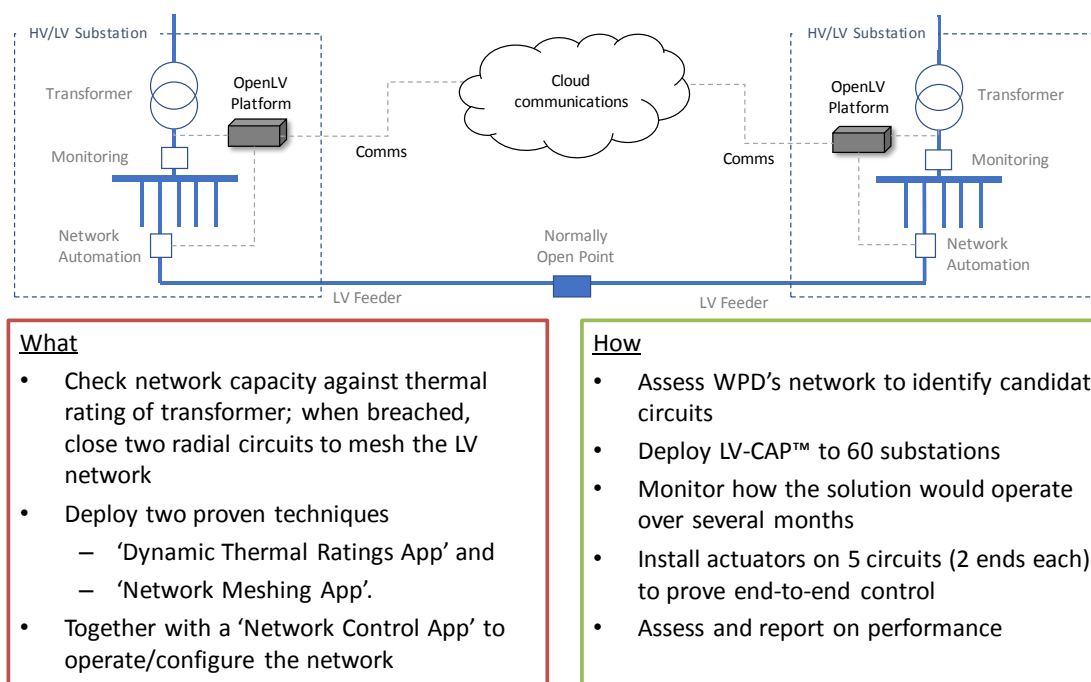 HV/LV Substation
HV/LV Substation
Transformer
OpenLV
Platform
Cloud
communications
OpenLV
Platform
Transformer
Monitoring
Comms
Comms
Monitoring
Network
Automation
Normally
Open Point
Network
Automation
LV Feeder
LV Feeder
What
• Check network capacity against thermal
rating of transformer; when breached,
close two radial circuits to mesh the LV
network
• Deploy two proven techniques
– ‘Dynamic Thermal Ratings App’ and
– ‘Network Meshing App’.
• Together with a ‘Network Control App’ to
operate/configure the network
How
• Assess WPD’s network to identify candidat
circuits
• Deploy LV-CAP™ to 60 substations
• Monitor how the solution would operate
over several months
• Install actuators on 5 circuits (2 ends each)
to prove end-to-end control
• Assess and report on performance